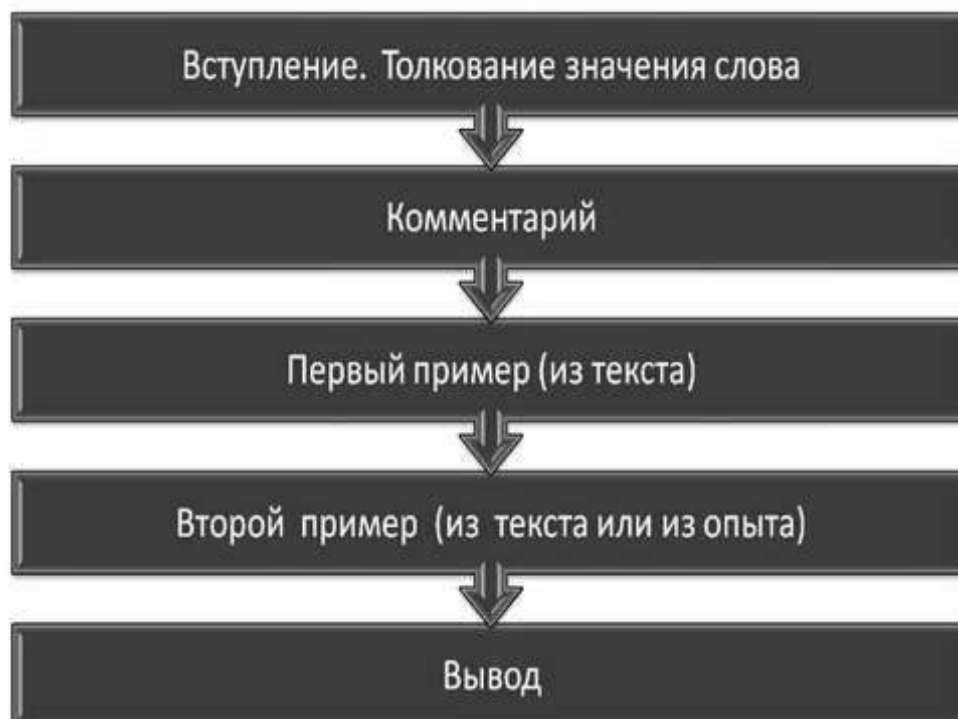 Вступление. Толкование значения слова
Комментарий
Первый пример (из текста)
Второй пример (из текста или из опыта)
Вывод